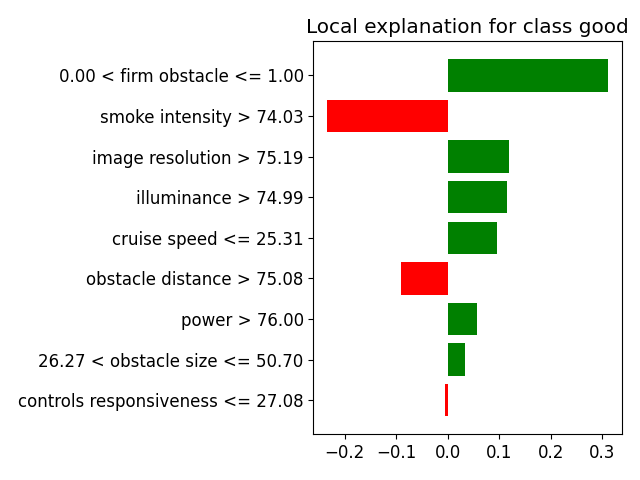 Local explanation for class good
0.00 < firm obstacle <= 1.00
smoke intensity > 74.03
image resolution > 75.19
illuminance > 74.99
cruise speed <= 25.31
obstacle distance > 75.08
power > 76.00
26.27 < obstacle size <= 50.70
controls responsiveness <= 27.08
−0.2 −0.1 0.0 0.1 0.2 0.3